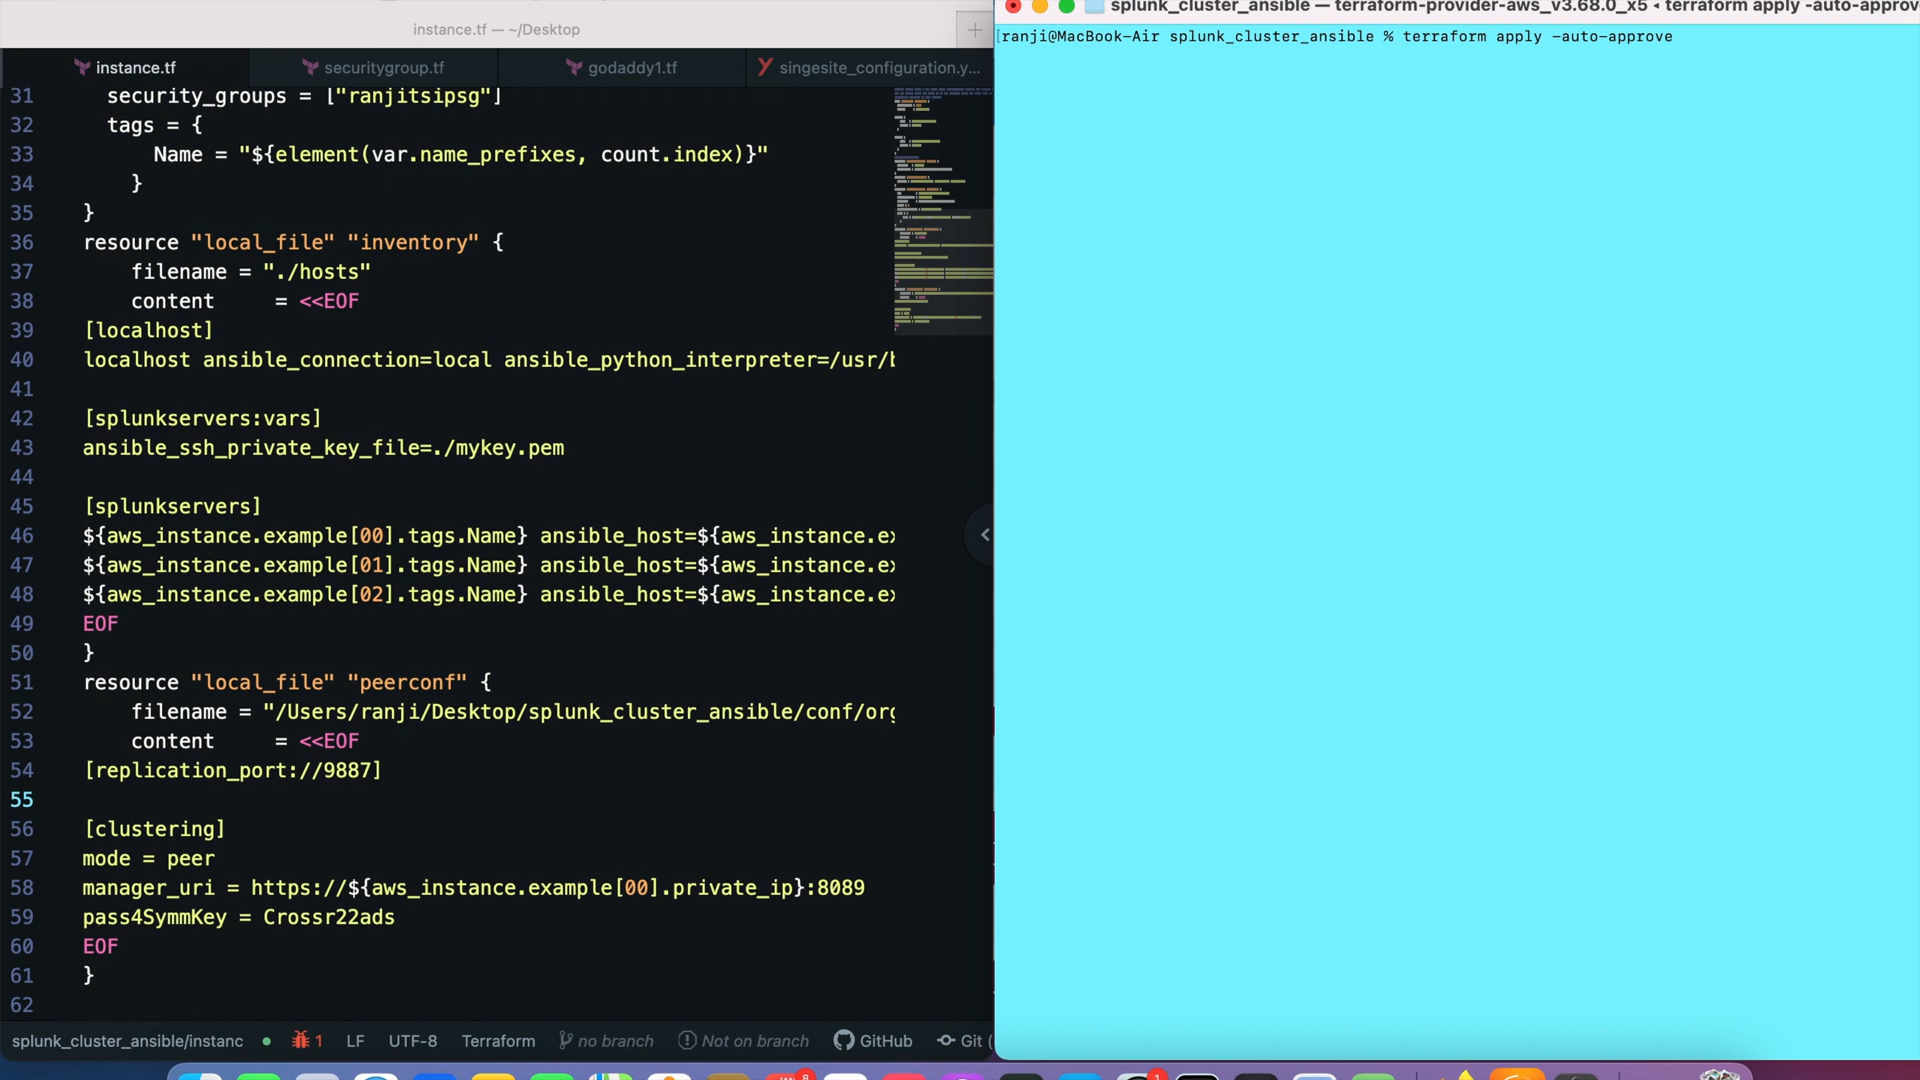 instance.tf — ~/Desktop
instance.tf
securitygroup.tf
godaddy1.tf
singesite_configuration.y...
31 security_groups = ["ranjitsipsg"]
32 tags = {
33 Name = "${element(var.name_prefixes, count.index)}"
34 }
35 }
36 resource "local_file" "inventory" {
37 filename = "./hosts"
38 content = <<EOF
39 [localhost]
40 localhost ansible_connection=local ansible_python_interpreter=/usr/b
41
42 [splunkservers:vars]
43 ansible_ssh_private_key_file=./mykey.pem
44
45 [splunkservers]
46 ${aws_instance.example[00].tags.Name} ansible_host=${aws_instance.ex
47 ${aws_instance.example[01].tags.Name} ansible_host=${aws_instance.ex
48 ${aws_instance.example[02].tags.Name} ansible_host=${aws_instance.ex
49 EOF
50 }
51 resource "local_file" "peerconf" {
52 filename = "/Users/ranji/Desktop/splunk_cluster_ansible/conf/org
53 content = <<EOF
54 [replication_port://9887]
55
56 [clustering]
57 mode = peer
58 manager_uri = https://${aws_instance.example[00].private_ip}:8089
59 pass4SymmKey = Crossr22ads
60 EOF
61 }
62
splunk_cluster_ansible/instanc
1
LF
UTF-8
Terraform
no branch
Not on branch
GitHub
Git (
splunk_cluster_ansible — terraform-provider-aws_v3.68.0_x5 ◂ terraform apply -auto-approve
[ranji@MacBook-Air splunk_cluster_ansible % terraform apply -auto-approve
8
1